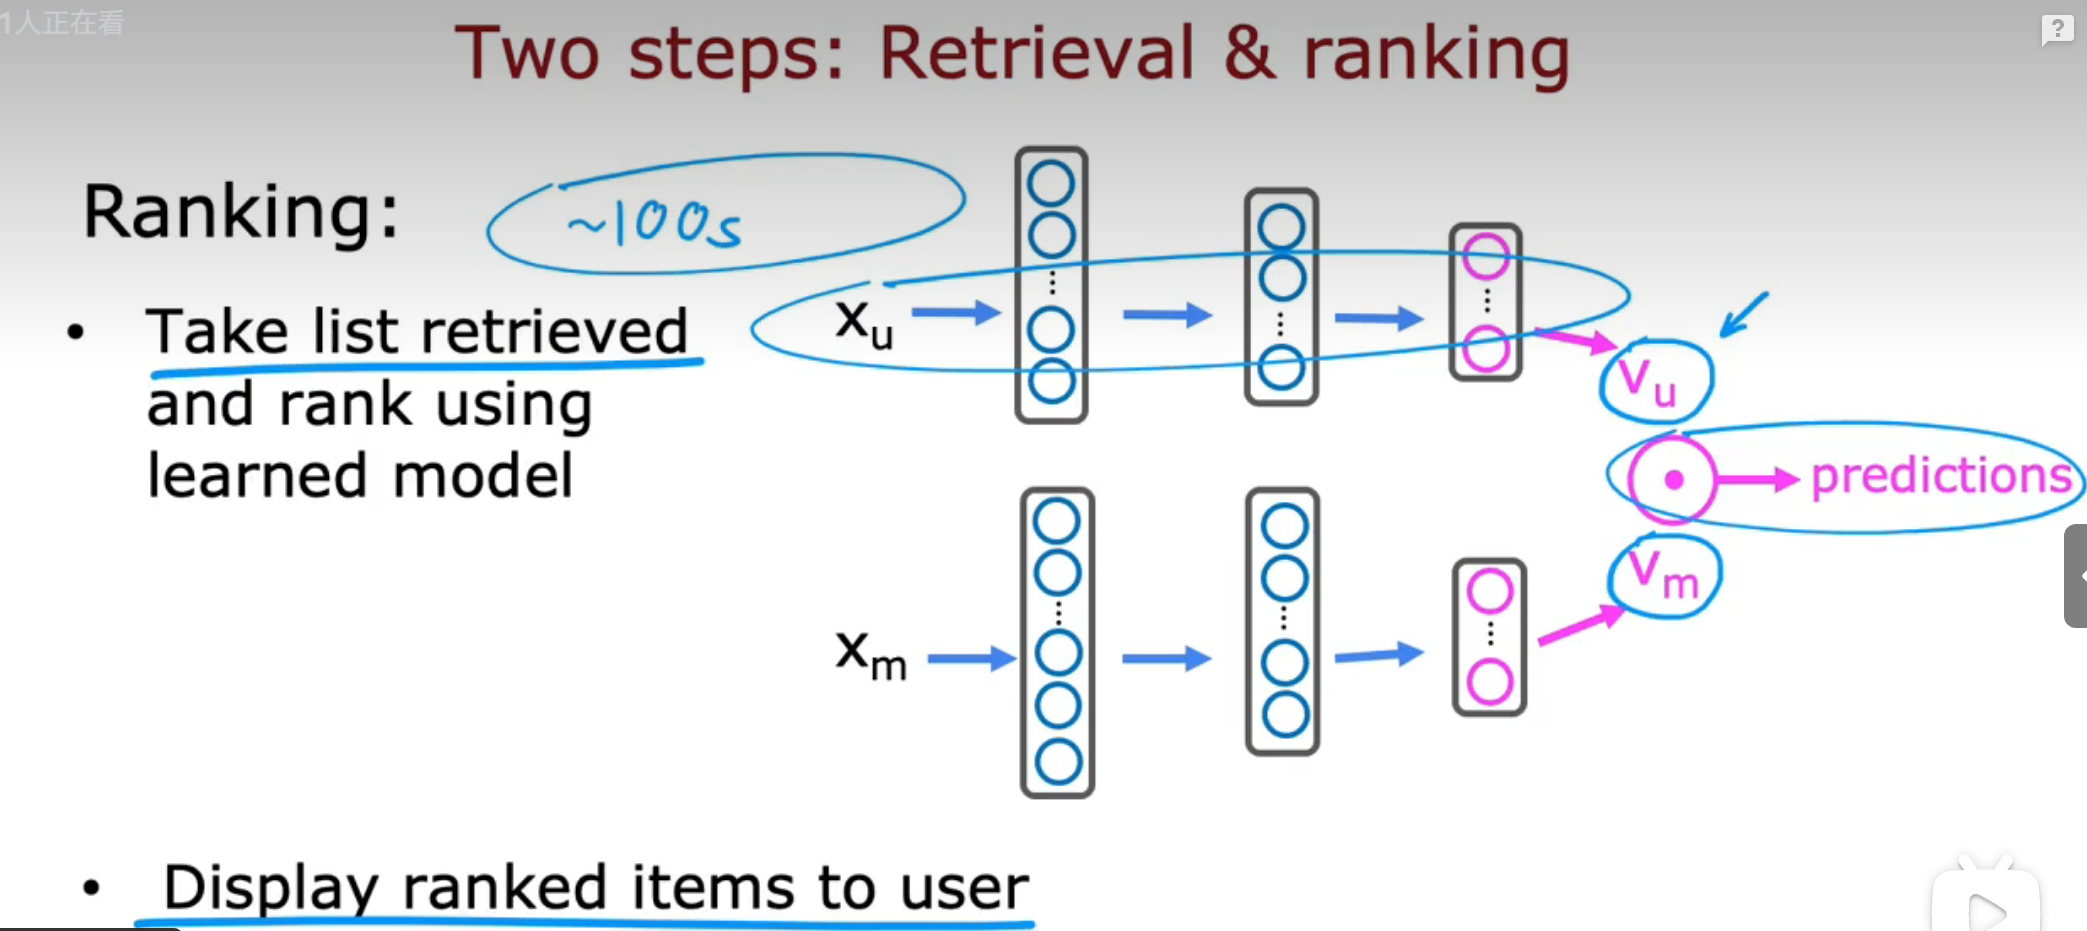 1人正在看
?
Two steps: Retrieval & ranking
Ranking:
~100s
• Take list retrieved
and rank using
learned model
x_u
v_u
predictions
v_m
x_m
• Display ranked items to user